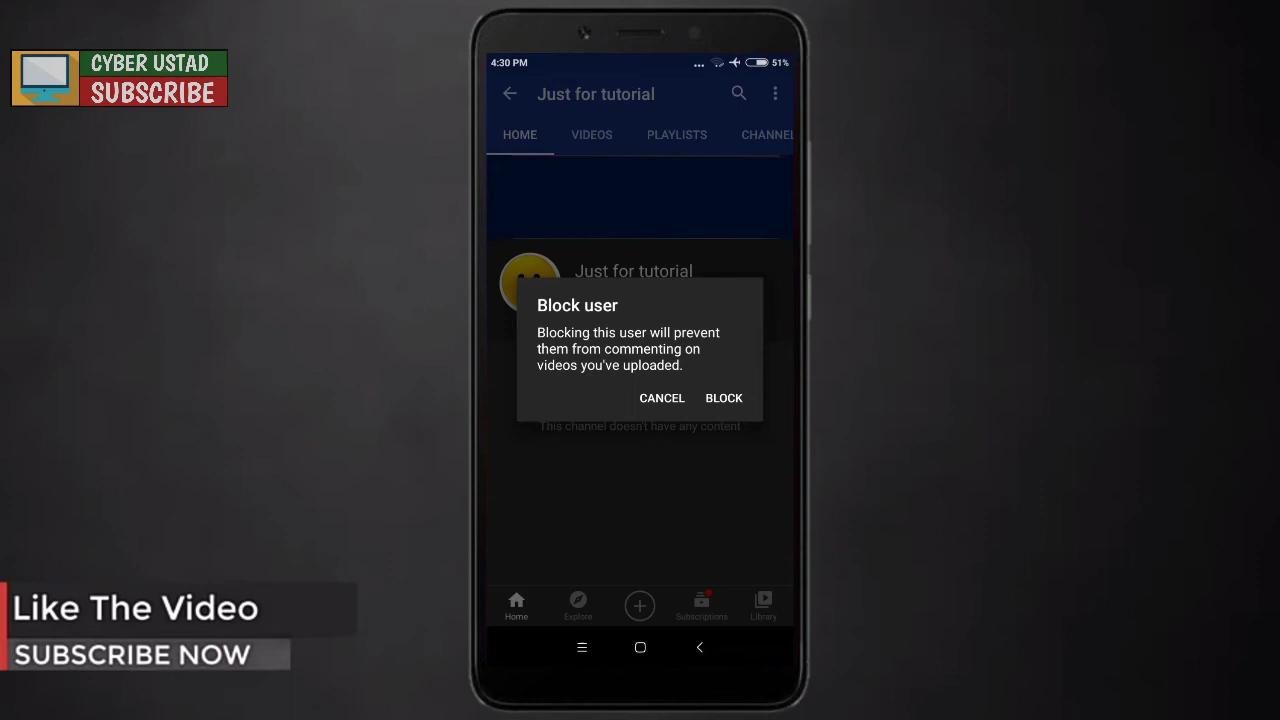 CYBER USTAD
SUBSCRIBE
4:30 PM
51%
Just for tutorial
HOME
VIDEOS
PLAYLISTS
CHANNEL
Just for tutorial
Block user
Blocking this user will prevent
them from commenting on
videos you've uploaded.
CANCEL
BLOCK
This channel doesn't have any content
Home
Explore
Subscriptions
Library
Like The Video
SUBSCRIBE NOW